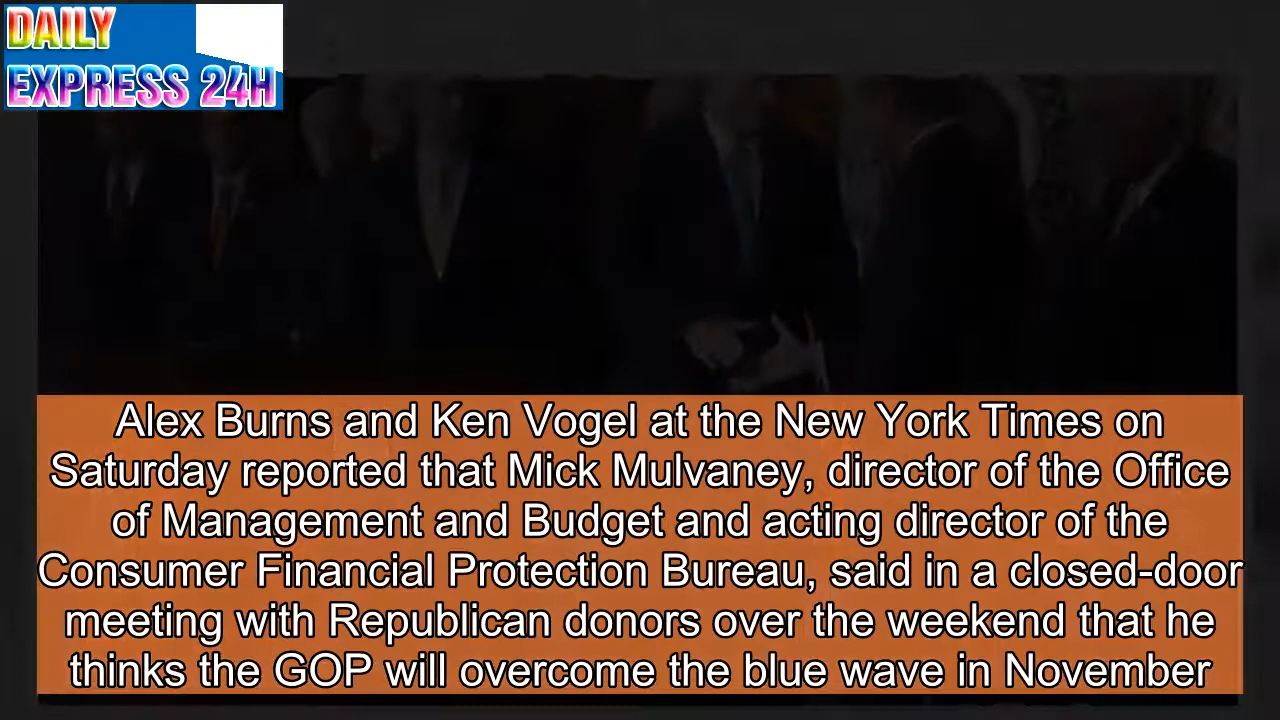 DAILY
EXPRESS 24H
Alex Burns and Ken Vogel at the New York Times on
Saturday reported that Mick Mulvaney, director of the Office
of Management and Budget and acting director of the
Consumer Financial Protection Bureau, said in a closed-door
meeting with Republican donors over the weekend that he
thinks the GOP will overcome the blue wave in November